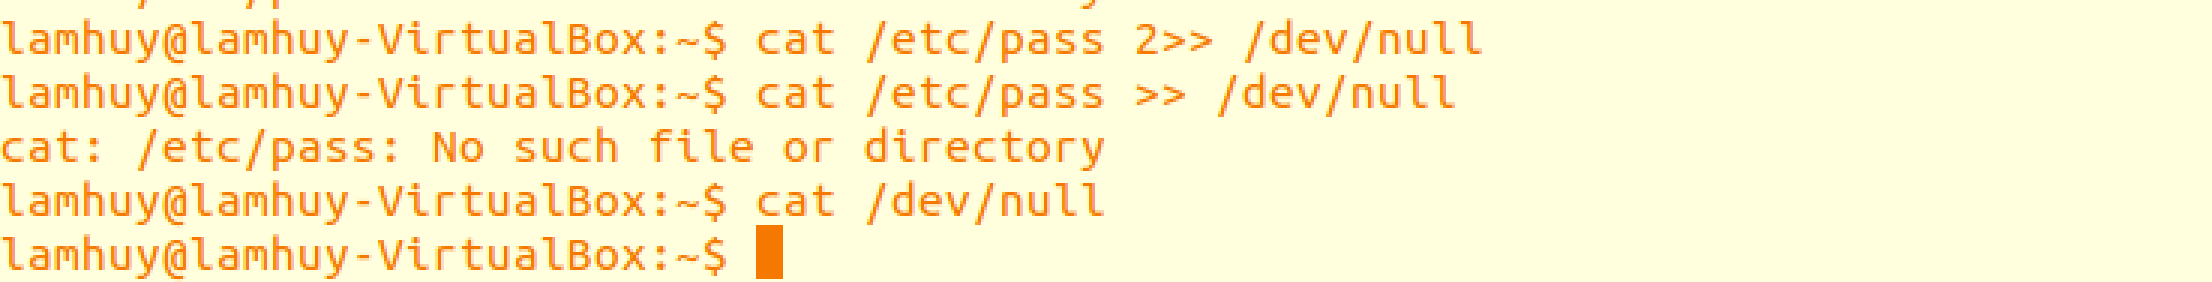 lamhuy@lamhuy-VirtualBox:~$ cat /etc/pass 2>> /dev/null
lamhuy@lamhuy-VirtualBox:~$ cat /etc/pass >> /dev/null
cat: /etc/pass: No such file or directory
lamhuy@lamhuy-VirtualBox:~$ cat /dev/null
lamhuy@lamhuy-VirtualBox:~$